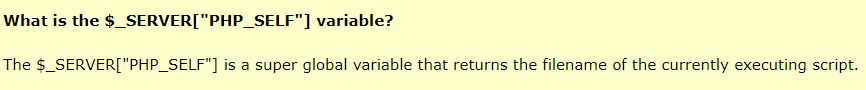 What is the $_SERVER["PHP_SELF"] variable?
The $_SERVER["PHP_SELF"] is a super global variable that returns the filename of the currently executing script.